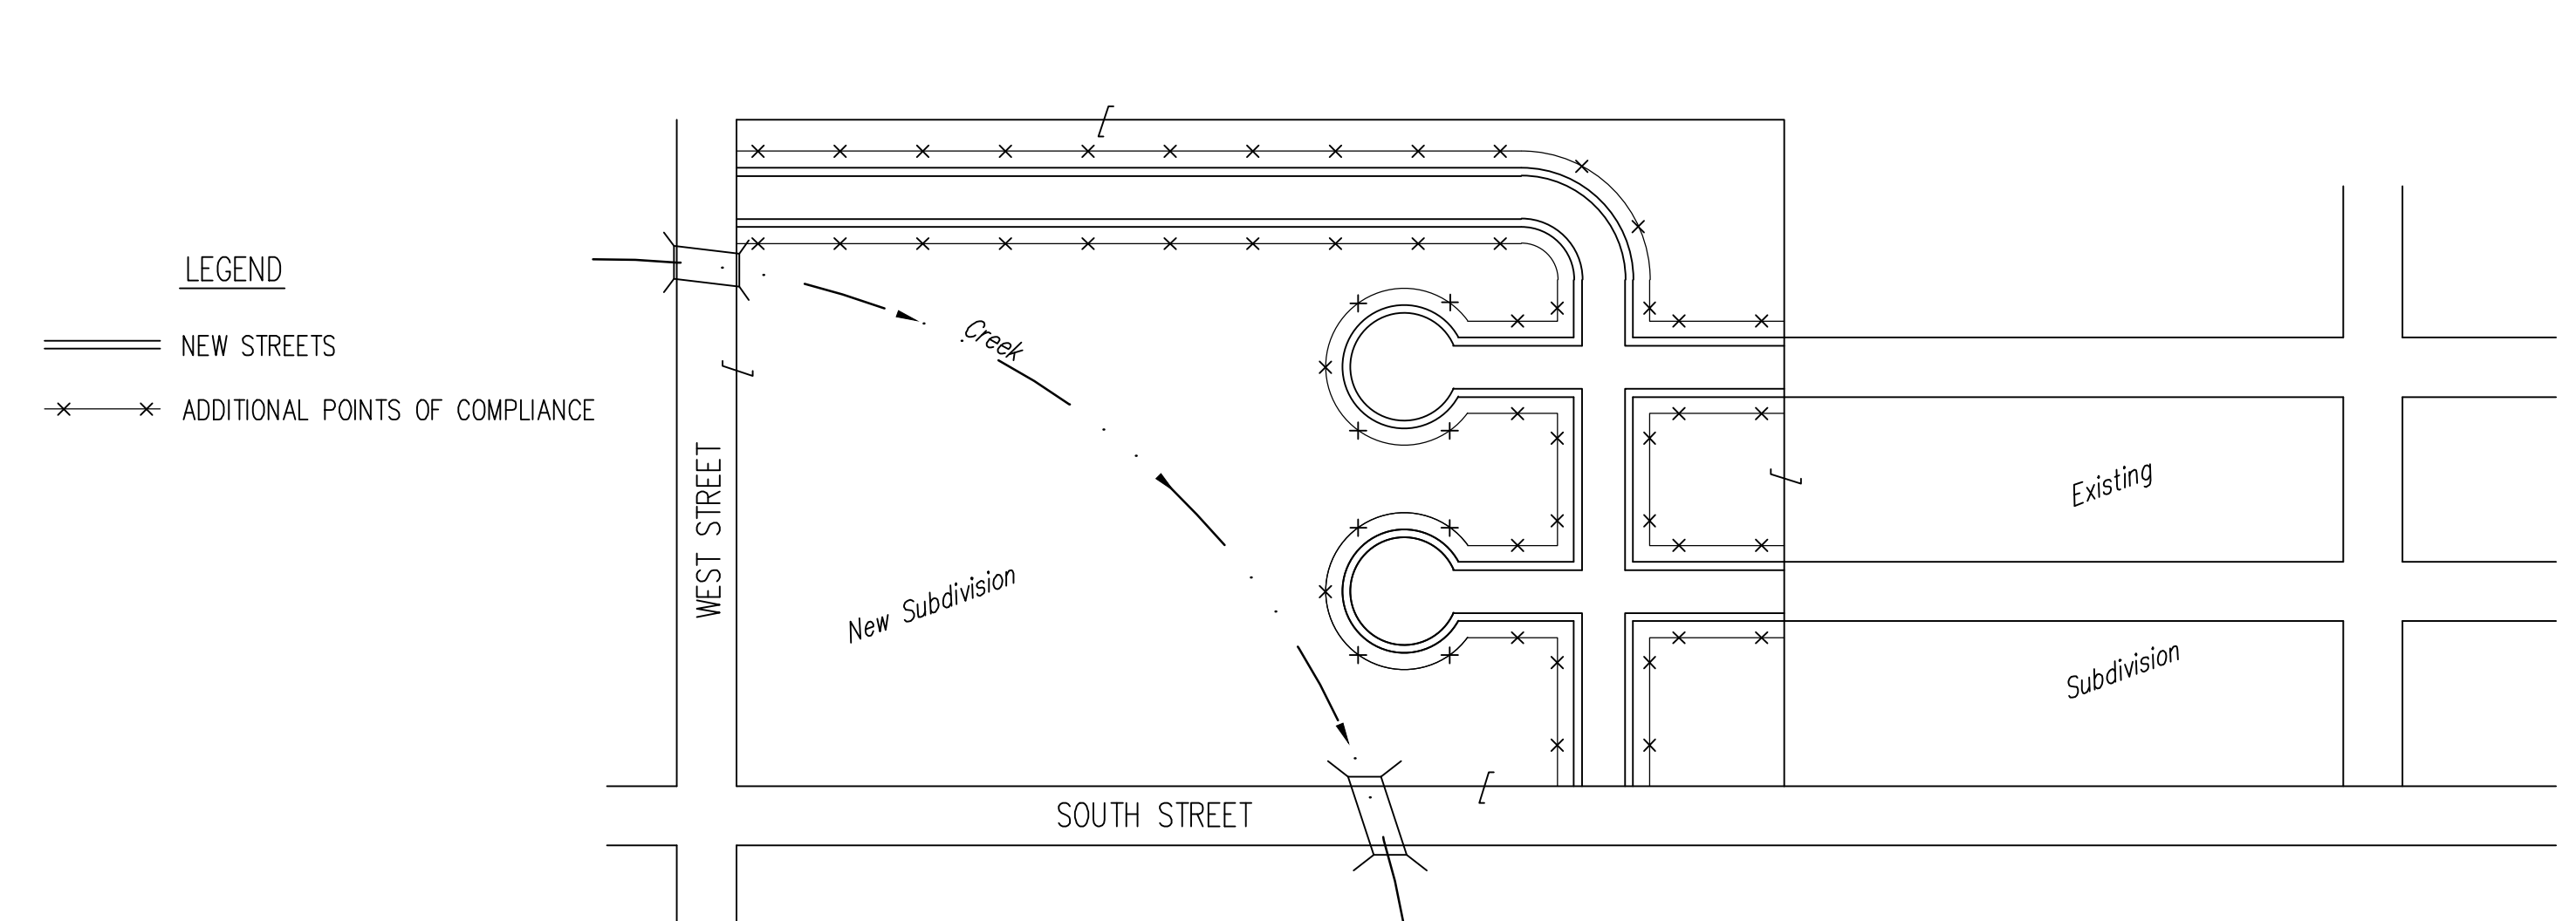 LEGEND
NEW STREETS
ADDITIONAL POINTS OF COMPLIANCE
WEST STREET
Creek
New Subdivision
SOUTH STREET
Existing
Subdivision